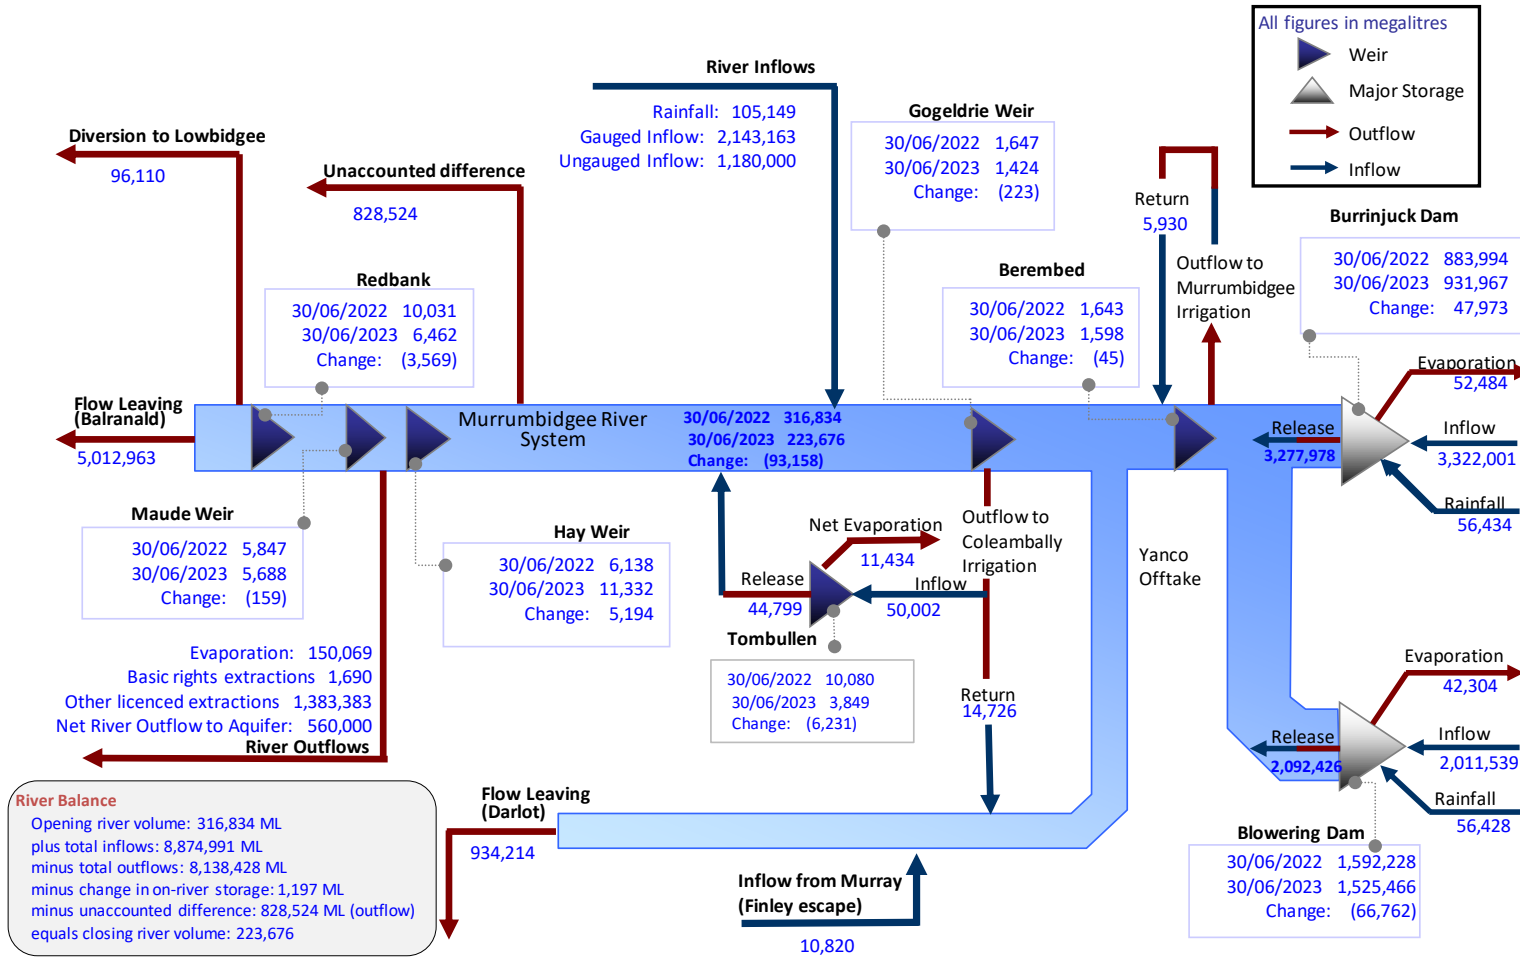 All figures in megalitres
Weir
Major Storage
Outflow
Inflow
River Inflows
Rainfall: 105,149
Gauged Inflow: 2,143,163
Ungauged Inflow: 1,180,000
Gogeldrie Weir
30/06/2022 1,647
30/06/2023 1,424
Change: (223)
Diversion to Lowbidgee
96,110
Unaccounted difference
828,524
Return
5,930
Outflow to
Murrumbidgee
Irrigation
Burrinjuck Dam
30/06/2022 883,994
30/06/2023 931,967
Change: 47,973
Redbank
30/06/2022 10,031
30/06/2023 6,462
Change: (3,569)
Berembed
30/06/2022 1,643
30/06/2023 1,598
Change: (45)
Evaporation
52,484
Flow Leaving
(Balranald)
5,012,963
Murrumbidgee River
System
30/06/2022 316,834
30/06/2023 223,676
Change: (93,158)
Release
3,277,978
Inflow
3,322,001
Rainfall
56,434
Maude Weir
30/06/2022 5,847
30/06/2023 5,688
Change: (159)
Hay Weir
30/06/2022 6,138
30/06/2023 11,332
Change: 5,194
Net Evaporation
11,434
Outflow to
Coleambally
Irrigation
Release
44,799
Inflow
50,002
Yanco
Offtake
Tombullen
30/06/2022 10,080
30/06/2023 3,849
Change: (6,231)
Return
14,726
Evaporation: 150,069
Basic rights extractions 1,690
Other licenced extractions 1,383,383
Net River Outflow to Aquifer: 560,000
River Outflows
Evaporation
42,304
Release
2,092,426
Inflow
2,011,539
Rainfall
56,428
Blowering Dam
30/06/2022 1,592,228
30/06/2023 1,525,466
Change: (66,762)
River Balance
Opening river volume: 316,834 ML
plus total inflows: 8,874,991 ML
minus total outflows: 8,138,428 ML
minus change in on-river storage: 1,197 ML
minus unaccounted difference: 828,524 ML (outflow)
equals closing river volume: 223,676
Flow Leaving
(Darlot)
934,214
Inflow from Murray
(Finley escape)
10,820